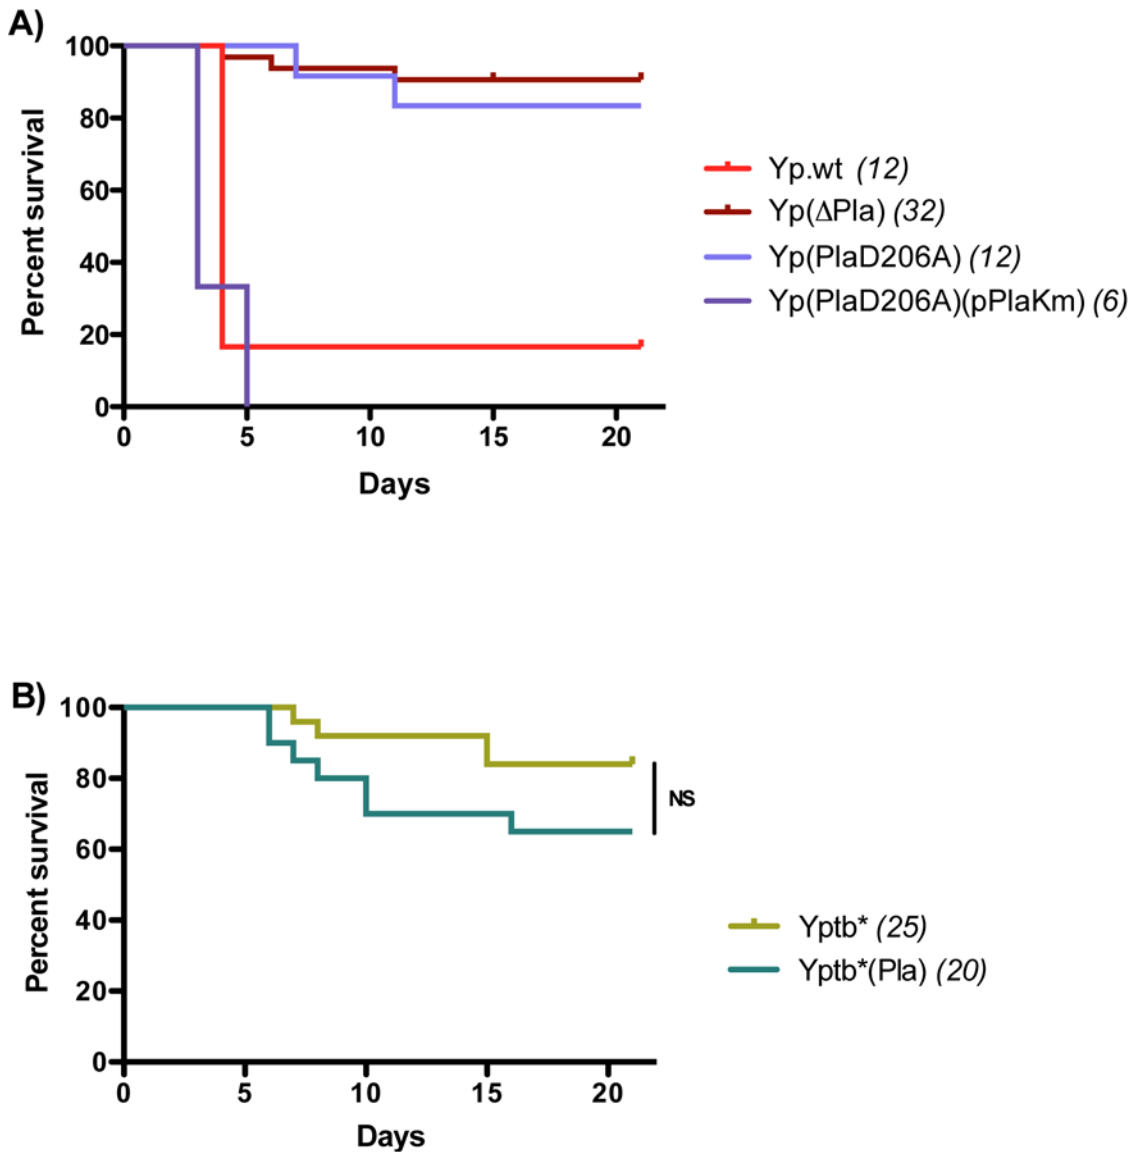 A)
Percent survival
100
80
60
40
20
0
0 5 10 15 20
Days
Yp.wt (12)
Yp(ΔPla) (32)
Yp(PlaD206A) (12)
Yp(PlaD206A)(pPlaKm) (6)
B)
Percent survival
100
80
60
40
20
0
0 5 10 15 20
Days
NS
Yptb* (25)
Yptb*(Pla) (20)